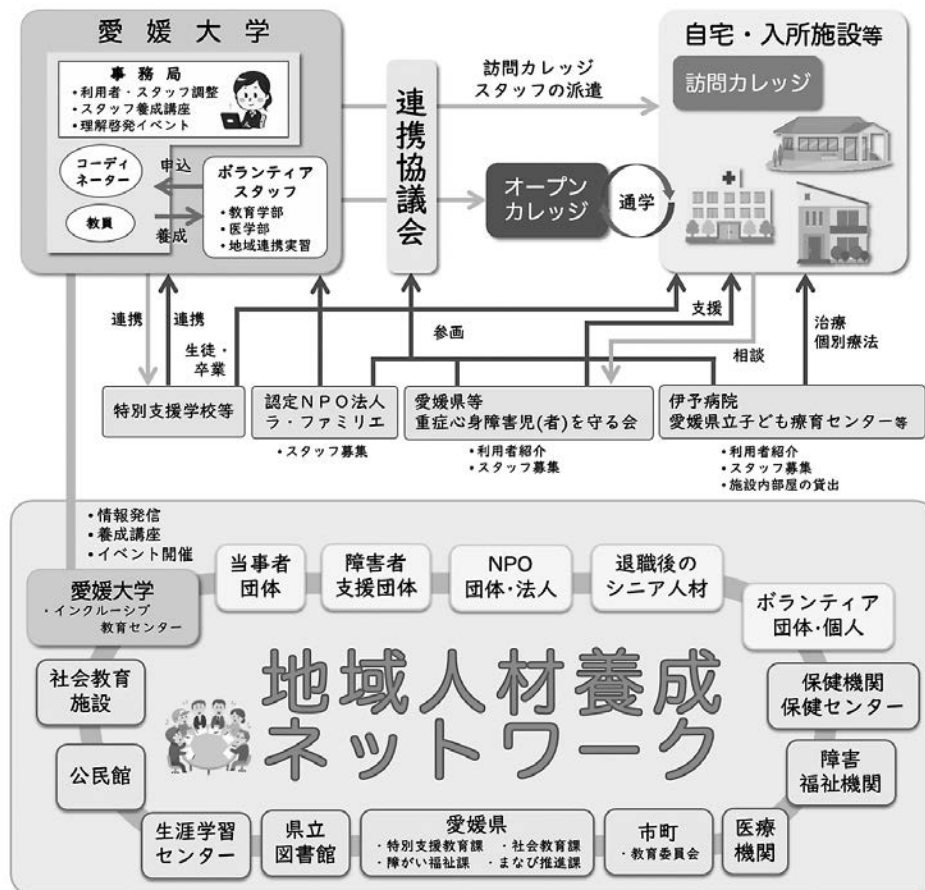 愛媛大学
事務局
・利用者・スタッフ調整
・スタッフ養成講座
・理解啓発イベント
コーディ
ネーター
申込
教員
養成
ボランティア
スタッフ
・教育学部
・医学部
・地域連携実習
連携協議会
訪問カレッジ
スタッフの派遣
オープン
カレッジ
通学
自宅・入所施設等
訪問カレッジ
連携
連携
生徒・
卒業
参画
支援
相談
治療
個別療法
特別支援学校等
認定NPO法人
ラ・ファミリエ
・スタッフ募集
愛媛県等
重症心身障害児(者)を守る会
・利用者紹介
・スタッフ募集
伊予病院
愛媛県立子ども療育センター等
・利用者紹介
・スタッフ募集
・施設内部屋の貸出
・情報発信
・養成講座
・イベント開催
愛媛大学
・インクルーシブ
教育センター
当事者
団体
障害者
支援団体
NPO
団体・法人
退職後の
シニア人材
ボランティア
団体・個人
社会教育
施設
地域人材養成
ネットワーク
保健機関
保健センター
公民館
障害
福祉機関
生涯学習
センター
県立
図書館
愛媛県
・特別支援教育課 ・社会教育課
・障がい福祉課 ・まなび推進課
市町
・教育委員会
医療
機関